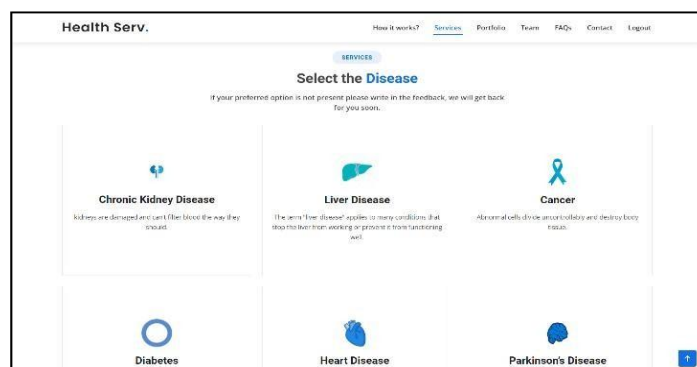 Health Serv.
How it works? Services Portfolio Team FAQs Contact Logout
SERVICES
Select the Disease
If your preferred option is not present please write in the feedback, we will get back
for you soon.
Chronic Kidney Disease
kidneys are damaged and can't filter blood the way they
should.
Liver Disease
The term "liver disease" applies to many conditions that
stop the liver from working or prevent it from functioning
well.
Cancer
Abnormal cells divide uncontrollably and destroy body
tissue.
Diabetes
Heart Disease
Parkinson's Disease